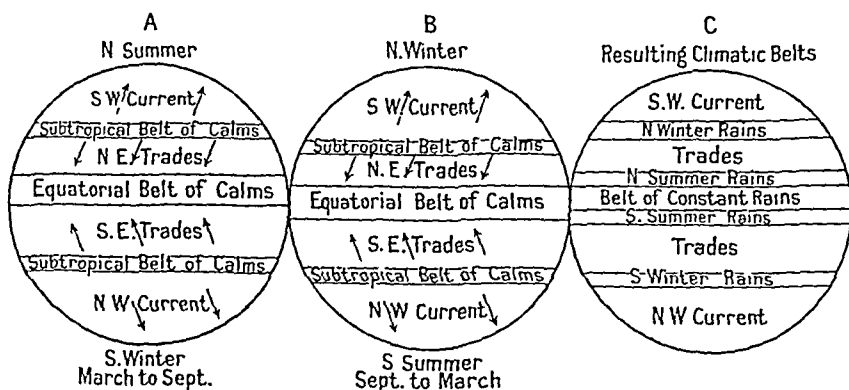 A
N Summer
S W Current
Subtropical Belt of Calms
N E Trades
Equatorial Belt of Calms
S. E. Trades
Subtropical Belt of Calms
N W Current
S. Winter
March to Sept.
B
N. Winter
S W Current
Subtropical Belt of Calms
N. E. Trades
Equatorial Belt of Calms
S. E. Trades
Subtropical Belt of Calms
N W Current
S Summer
Sept. to March
C
Resulting Climatic Belts
S.W. Current
N Winter Rains
Trades
N Summer Rains
Belt of Constant Rains
S. Summer Rains
Trades
S Winter Rains
N W Current